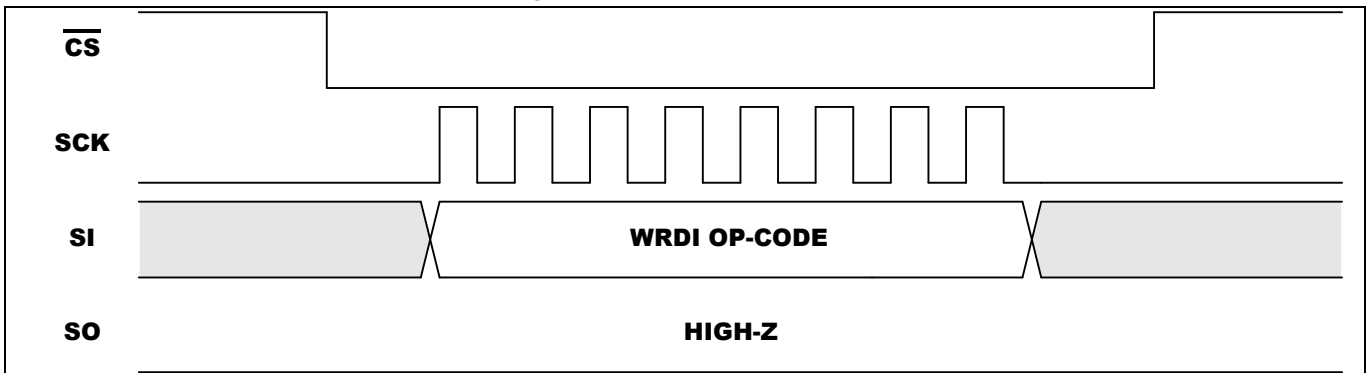 CS
SCK
SI
WRDI OP-CODE
SO
HIGH-Z